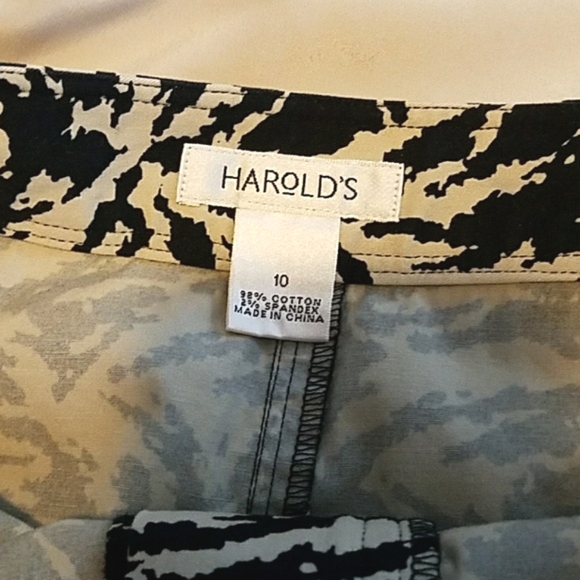 HAROLD'S
10
98% COTTON
2% SPANDEX
MADE IN CHINA